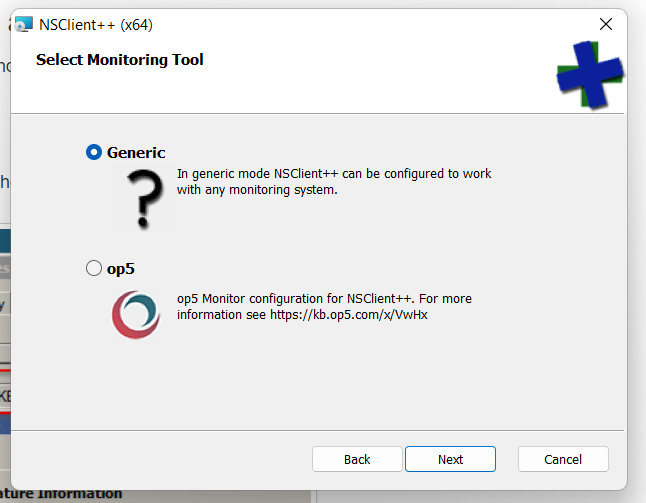 NSClient++ (x64)
Select Monitoring Tool
Generic
In generic mode NSClient++ can be configured to work
with any monitoring system.
op5
op5 Monitor configuration for NSClient++. For more
information see https://kb.op5.com/x/VwHx
Back
Next
Cancel
ature Information